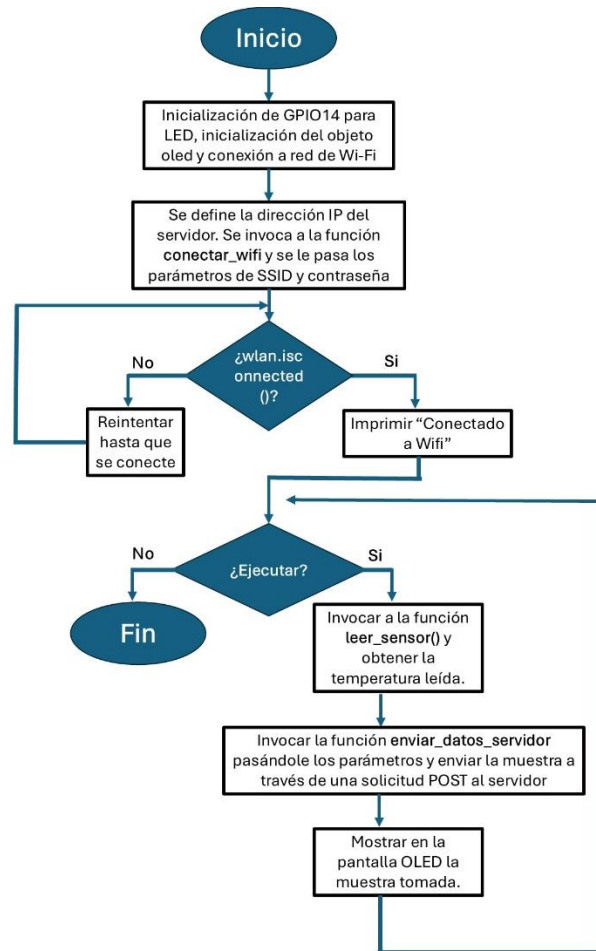 Inicio
Inicialización de GPIO14 para
LED, inicialización del objeto
oled y conexión a red de Wi-Fi
Se define la dirección IP del
servidor. Se invoca a la función
conectar_wifi y se le pasa los
parámetros de SSID y contraseña
¿wlan.isc
onnected
()?
No
Si
Reintentar
hasta que
se conecte
Imprimir “Conectado
a Wifi”
¿Ejecutar?
No
Si
Fin
Invocar a la función
leer_sensor() y
obtener la
temperatura leída.
Invocar la función enviar_datos_servidor
pasándole los parámetros y enviar la muestra a
través de una solicitud POST al servidor
Mostrar en la
pantalla OLED la
muestra tomada.